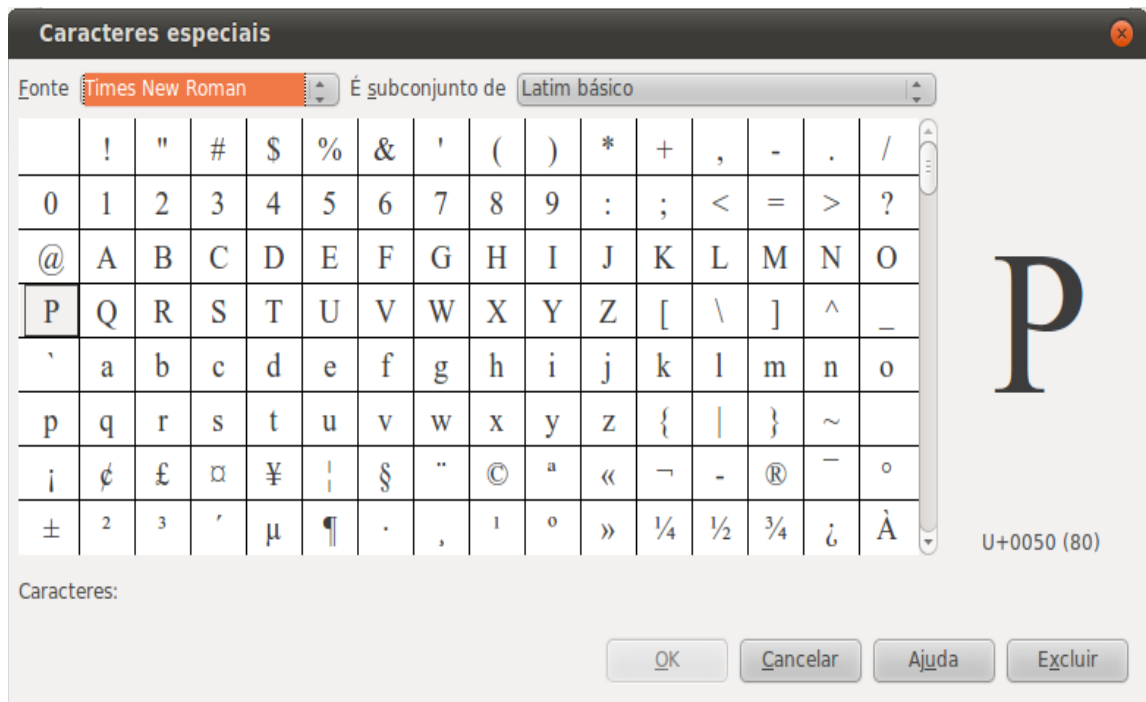 Caracteres especiais
Fonte Times New Roman É subconjunto de Latim básico
! " # $ % & ' ( ) * + , - . /
0 1 2 3 4 5 6 7 8 9 : ; < = > ?
@ A B C D E F G H I J K L M N O
P Q R S T U V W X Y Z [ \ ] ^ _
` a b c d e f g h i j k l m n o
p q r s t u v w x y z { | } ~
¡ ¢ £ ¤ ¥ ¦ § ¨ © ª « ¬ - ® ¯ °
± ² ³ ´ µ ¶ · ¸ ¹ º » ¼ ½ ¾ ¿ À
P
U+0050 (80)
Caracteres:
OK Cancelar Ajuda Excluir